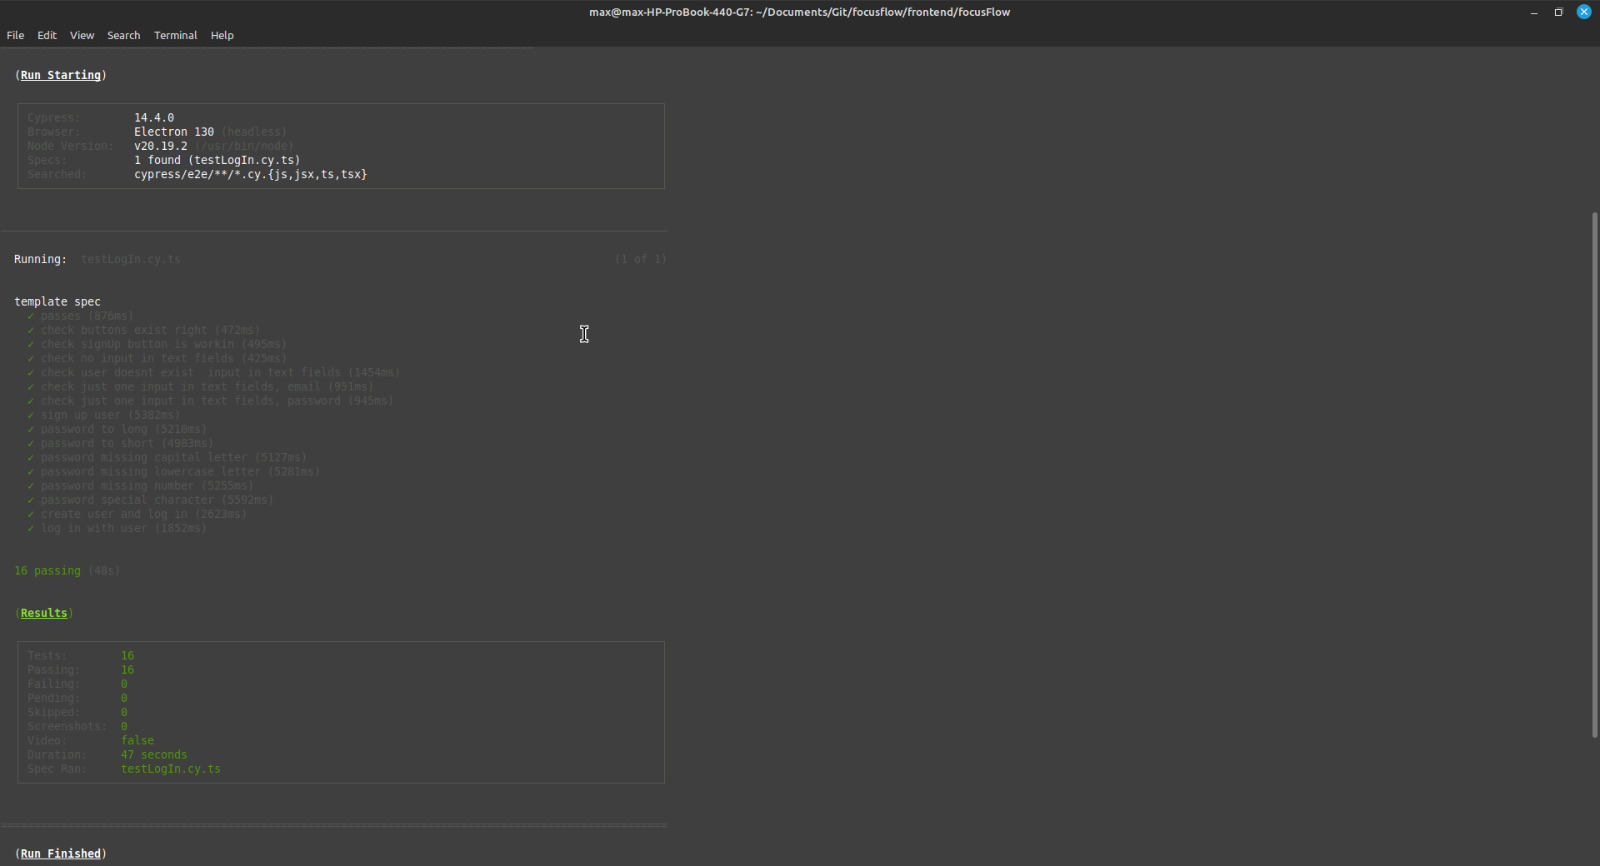 max@max-HP-ProBook-440-G7: ~/Documents/Git/focusflow/frontend/focusFlow
File Edit View Search Terminal Help
(Run Starting)
Cypress: 14.4.0
Browser: Electron 130 (headless)
Node Version: v20.19.2 (/usr/bin/node)
Specs: 1 found (testLogIn.cy.ts)
Searched: cypress/e2e/**/*.cy.{js,jsx,ts,tsx}
Running: testLogIn.cy.ts (1 of 1)
template spec
✓ passes (876ms)
✓ check buttons exist right (472ms)
✓ check signUp button is workin (495ms)
✓ check no input in text fields (425ms)
✓ check user doesnt exist  input in text fields (1454ms)
✓ check just one input in text fields, email (951ms)
✓ check just one input in text fields, password (945ms)
✓ sign up user (5382ms)
✓ password to long (5210ms)
✓ password to short (4983ms)
✓ password missing capital letter (5127ms)
✓ password missing lowercase letter (5281ms)
✓ password missing number (5255ms)
✓ password special character (5592ms)
✓ create user and log in (2623ms)
✓ log in with user (1852ms)
16 passing (48s)
(Results)
Tests: 16
Passing: 16
Failing: 0
Pending: 0
Skipped: 0
Screenshots: 0
Video: false
Duration: 47 seconds
Spec Ran: testLogIn.cy.ts
(Run Finished)